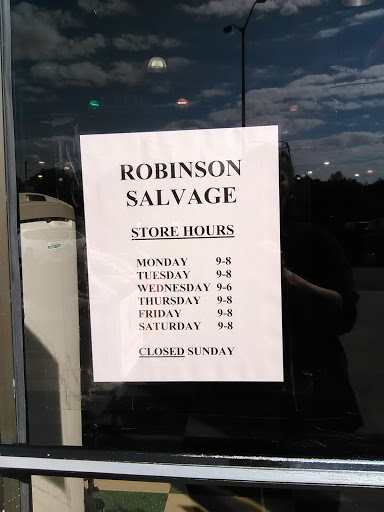 ROBINSON
SALVAGE
STORE HOURS
MONDAY 9-8
TUESDAY 9-8
WEDNESDAY 9-6
THURSDAY 9-8
FRIDAY 9-8
SATURDAY 9-8
CLOSED SUNDAY